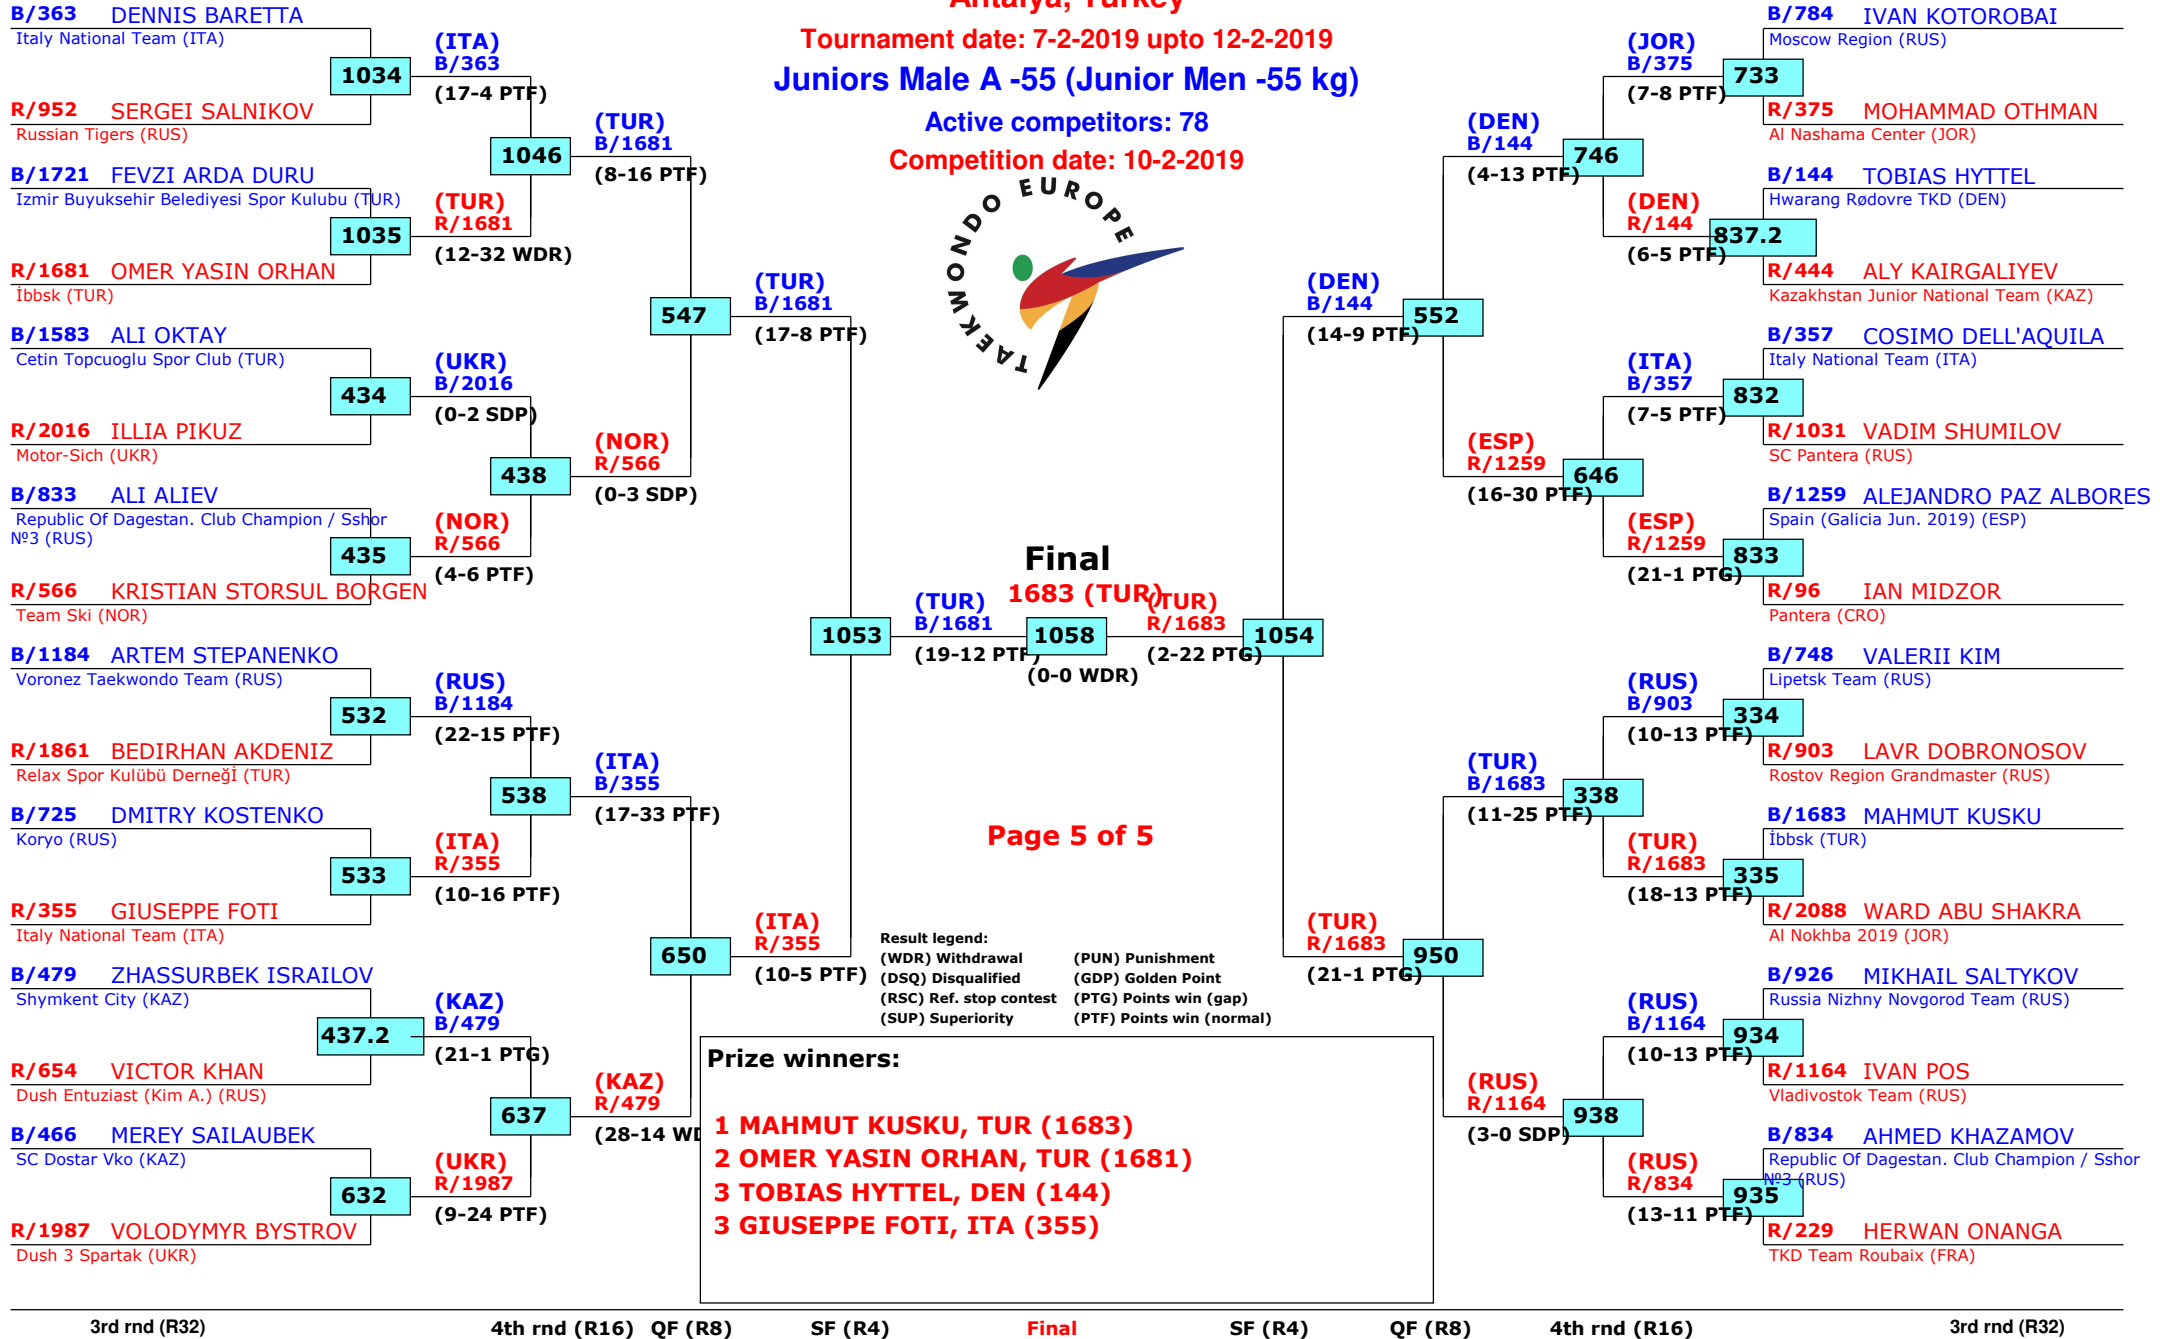 Antalya, Turkey
Tournament date: 7-2-2019 upto 12-2-2019
Juniors Male A -55 (Junior Men -55 kg)
Active competitors: 78
Competition date: 10-2-2019
TAEKWONDO EUROPE
B/363 DENNIS BARETTA
Italy National Team (ITA)
1034
R/952 SERGEI SALNIKOV
Russian Tigers (RUS)
B/1721 FEVZI ARDA DURU
Izmir Buyuksehir Belediyesi Spor Kulubu (TUR)
1035
R/1681 OMER YASIN ORHAN
İbbsk (TUR)
B/1583 ALI OKTAY
Cetin Topcuoglu Spor Club (TUR)
434
R/2016 ILLIA PIKUZ
Motor-Sich (UKR)
B/833 ALI ALIEV
Republic Of Dagestan. Club Champion / Sshor
№3 (RUS)
435
R/566 KRISTIAN STORSUL BORGEN
Team Ski (NOR)
B/1184 ARTEM STEPANENKO
Voronez Taekwondo Team (RUS)
532
R/1861 BEDIRHAN AKDENIZ
Relax Spor Kulübü Derneğİ (TUR)
B/725 DMITRY KOSTENKO
Koryo (RUS)
533
R/355 GIUSEPPE FOTI
Italy National Team (ITA)
B/479 ZHASSURBEK ISRAILOV
Shymkent City (KAZ)
437.2
R/654 VICTOR KHAN
Dush Entuziast (Kim A.) (RUS)
B/466 MEREY SAILAUBEK
SC Dostar Vko (KAZ)
632
R/1987 VOLODYMYR BYSTROV
Dush 3 Spartak (UKR)
(ITA)
B/363
(17-4 PTF)
1046
(TUR)
R/1681
(12-32 WDR)
(UKR)
B/2016
(0-2 SDP)
438
(NOR)
R/566
(4-6 PTF)
(RUS)
B/1184
(22-15 PTF)
538
(ITA)
R/355
(10-16 PTF)
(KAZ)
B/479
(21-1 PTG)
637
(UKR)
R/1987
(9-24 PTF)
(TUR)
B/1681
(8-16 PTF)
547
(NOR)
R/566
(0-3 SDP)
(ITA)
B/355
(17-33 PTF)
650
(KAZ)
R/479
(28-14 WD
(TUR)
B/1681
(17-8 PTF)
1053
(ITA)
R/355
(10-5 PTF)
(TUR)
B/1681
(19-12 PTF)
Final
1683 (TUR)
1058
(0-0 WDR)
(TUR)
R/1683
(2-22 PTG)
1054
Page 5 of 5
(DEN)
B/144
(14-9 PTF)
552
(TUR)
R/1683
(21-1 PTG)
950
(DEN)
B/144
(4-13 PTF)
746
(ESP)
R/1259
(16-30 PTF)
646
(TUR)
B/1683
(11-25 PTF)
338
(RUS)
R/1164
(3-0 SDP)
938
(JOR)
B/375
(7-8 PTF)
(DEN)
R/144
(6-5 PTF)
(ITA)
B/357
(7-5 PTF)
(ESP)
R/1259
(21-1 PTG)
(RUS)
B/903
(10-13 PTF)
(TUR)
R/1683
(18-13 PTF)
(RUS)
B/1164
(10-13 PTF)
(RUS)
R/834
(13-11 PTF)
B/784 IVAN KOTOROBAI
Moscow Region (RUS)
733
R/375 MOHAMMAD OTHMAN
Al Nashama Center (JOR)
B/144 TOBIAS HYTTEL
Hwarang Rødovre TKD (DEN)
837.2
R/444 ALY KAIRGALIYEV
Kazakhstan Junior National Team (KAZ)
B/357 COSIMO DELL'AQUILA
Italy National Team (ITA)
832
R/1031 VADIM SHUMILOV
SC Pantera (RUS)
B/1259 ALEJANDRO PAZ ALBORES
Spain (Galicia Jun. 2019) (ESP)
833
R/96 IAN MIDZOR
Pantera (CRO)
B/748 VALERII KIM
Lipetsk Team (RUS)
334
R/903 LAVR DOBRONOSOV
Rostov Region Grandmaster (RUS)
B/1683 MAHMUT KUSKU
İbbsk (TUR)
335
R/2088 WARD ABU SHAKRA
Al Nokhba 2019 (JOR)
B/926 MIKHAIL SALTYKOV
Russia Nizhny Novgorod Team (RUS)
934
R/1164 IVAN POS
Vladivostok Team (RUS)
B/834 AHMED KHAZAMOV
Republic Of Dagestan. Club Champion / Sshor
№3 (RUS)
935
R/229 HERWAN ONANGA
TKD Team Roubaix (FRA)
Result legend:
(WDR) Withdrawal (PUN) Punishment
(DSQ) Disqualified (GDP) Golden Point
(RSC) Ref. stop contest (PTG) Points win (gap)
(SUP) Superiority (PTF) Points win (normal)
Prize winners:
1 MAHMUT KUSKU, TUR (1683)
2 OMER YASIN ORHAN, TUR (1681)
3 TOBIAS HYTTEL, DEN (144)
3 GIUSEPPE FOTI, ITA (355)
3rd rnd (R32) 4th rnd (R16) QF (R8) SF (R4) Final SF (R4) QF (R8) 4th rnd (R16) 3rd rnd (R32)